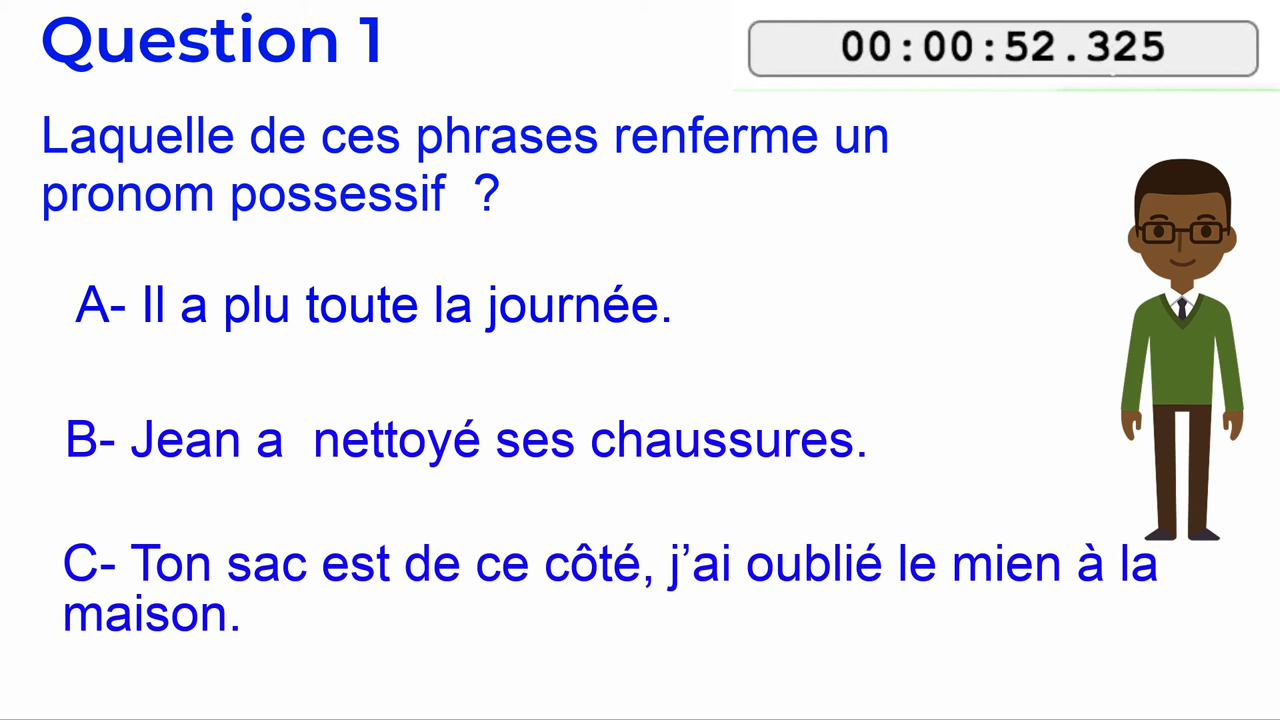 Question 1
00:00:52.325
Laquelle de ces phrases renferme un
pronom possessif ?
A- Il a plu toute la journée.
B- Jean a nettoyé ses chaussures.
C- Ton sac est de ce côté, j’ai oublié le mien à la
maison.